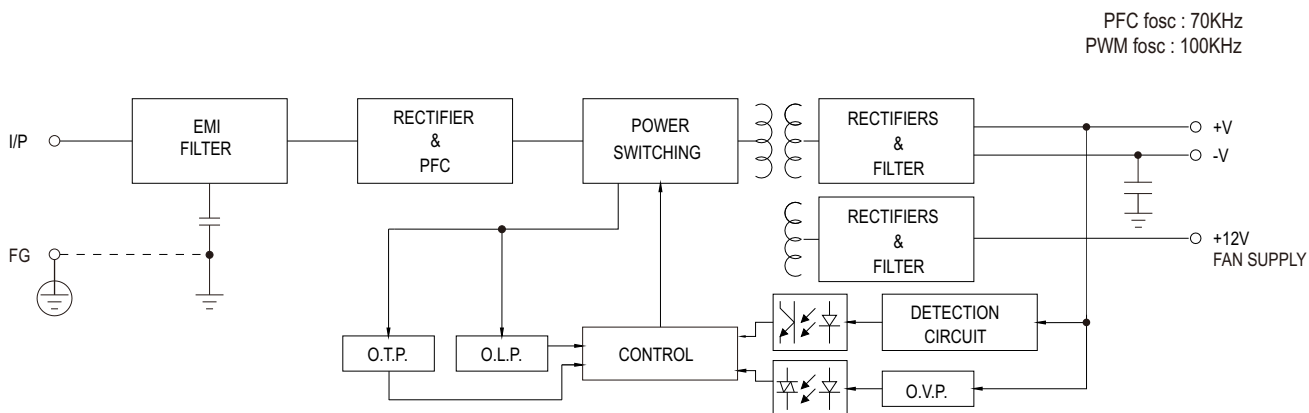 PFC fosc : 70KHz
PWM fosc : 100KHz
I/P
EMI
FILTER
RECTIFIER
&
PFC
POWER
SWITCHING
RECTIFIERS
&
FILTER
+V
-V
FG
RECTIFIERS
&
FILTER
+12V
FAN SUPPLY
O.T.P.
O.L.P.
CONTROL
DETECTION
CIRCUIT
O.V.P.